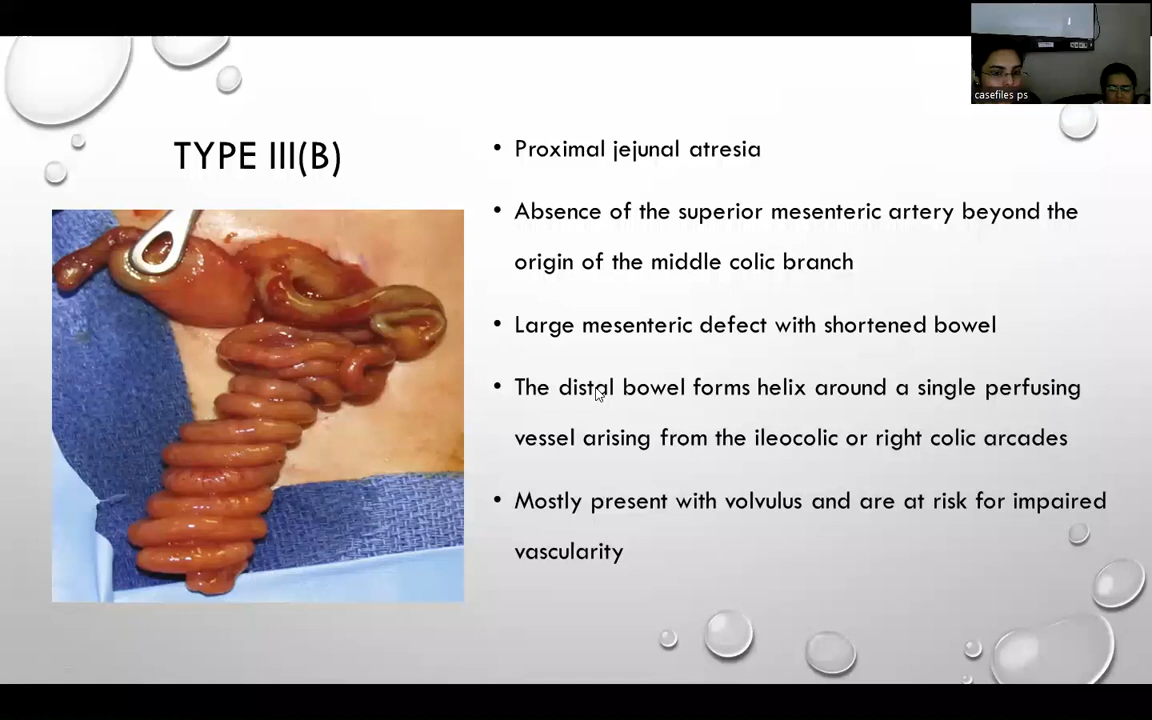 casefiles ps
TYPE III(B)
• Proximal jejunal atresia
• Absence of the superior mesenteric artery beyond the
origin of the middle colic branch
• Large mesenteric defect with shortened bowel
• The distal bowel forms helix around a single perfusing
vessel arising from the ileocolic or right colic arcades
• Mostly present with volvulus and are at risk for impaired
vascularity